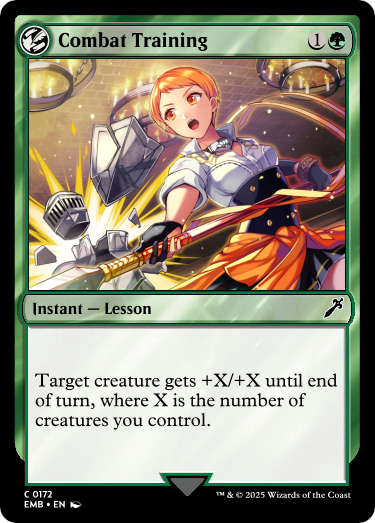 Combat Training 1
Instant — Lesson
Target creature gets +X/+X until end
of turn, where X is the number of
creatures you control.
C 0172
EMB • EN
™ & © 2025 Wizards of the Coast